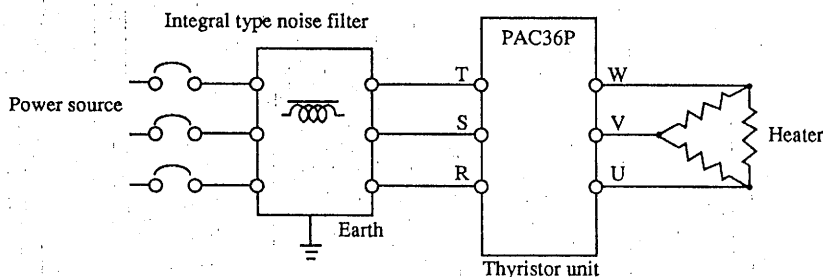 Integral type noise filter
PAC36P
T
W
Power source
S
V
Heater
R
U
Earth
Thyristor unit